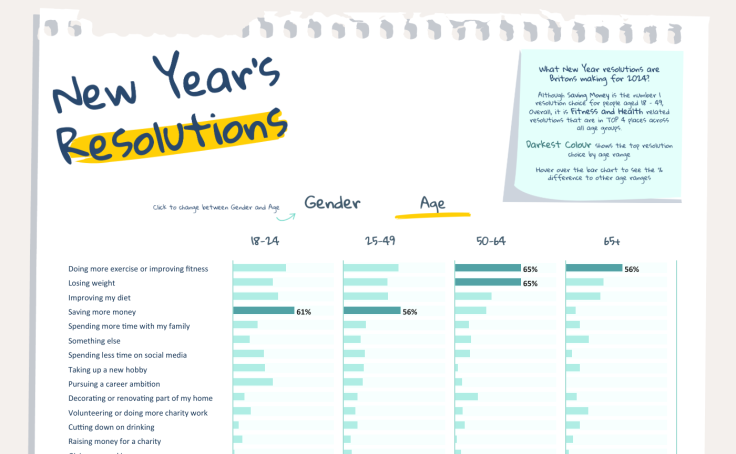 New Year's
Resolutions
What New Year resolutions are
Britons making for 2024?
Although Saving Money is the number 1
resolution choice for people aged 18 - 49,
Overall, it is Fitness and Health related
resolutions that are in TOP 4 places across
all age groups
Darkest Colour shows the top resolution
choice by age range
Hover over the bar chart to see the %
difference to other age ranges
Click to change between Gender and Age
Gender
Age
18-24 25-49 50-64 65+
Doing more exercise or improving fitness 65% 56%
Losing weight 65%
Improving my diet
Saving more money 61% 56%
Spending more time with my family
Something else
Spending less time on social media
Taking up a new hobby
Pursuing a career ambition
Decorating or renovating part of my home
Volunteering or doing more charity work
Cutting down on drinking
Raising money for a charity